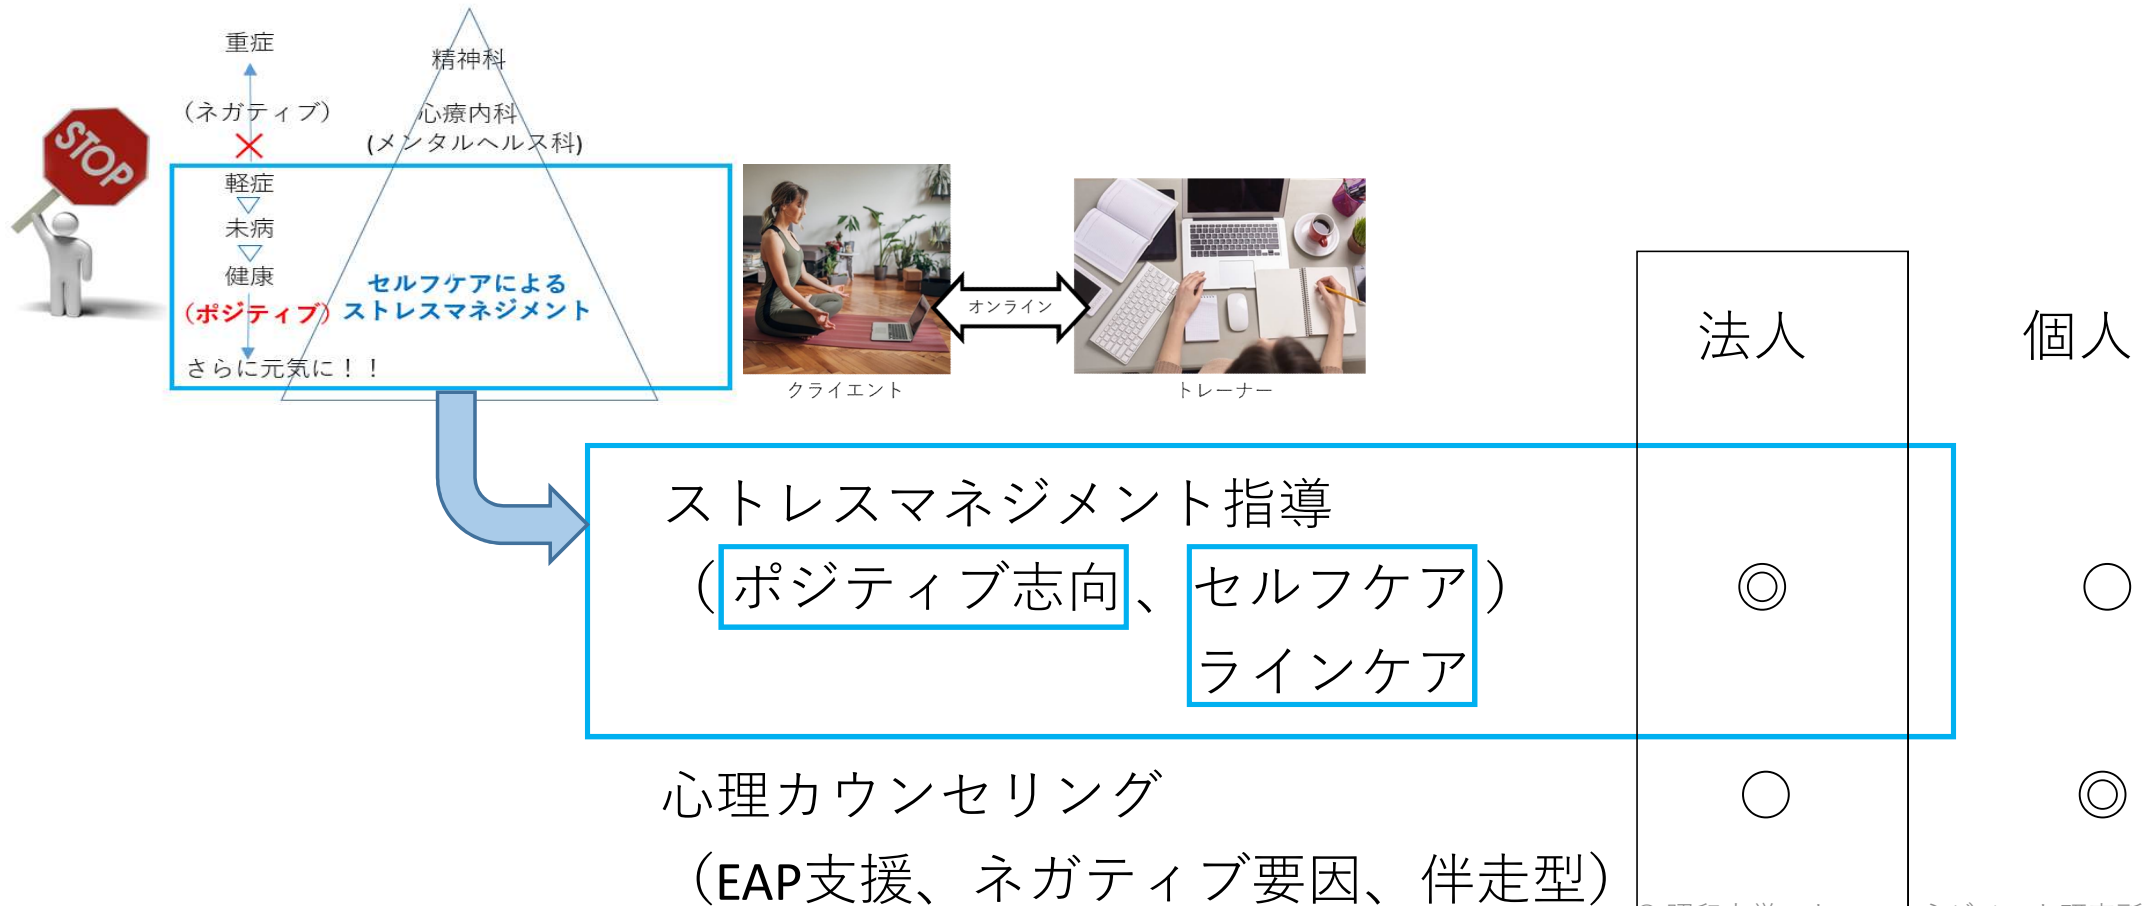 重症
精神科
(ネガティブ)
心療内科
(メンタルヘルス科)
STOP
軽症
未病
健康
(ポジティブ)
セルフケアによる
ストレスマネジメント
さらに元気に！！
オンライン
クライエント
トレーナー
法人
個人
ストレスマネジメント指導
（ポジティブ志向、セルフケア）
ラインケア
◎
○
心理カウンセリング
○
◎
（EAP支援、ネガティブ要因、伴走型）